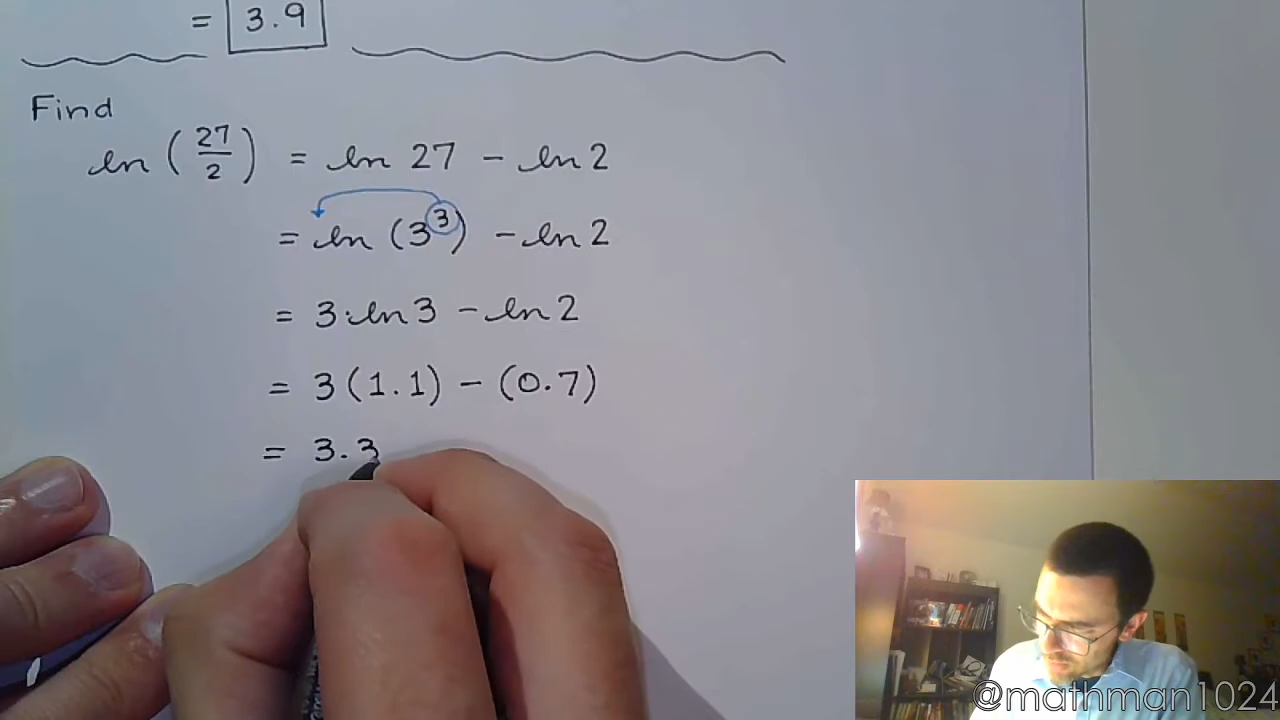 = 3.9
Find
ln (27/2) = ln 27 - ln 2
= ln (3³) - ln 2
= 3·ln 3 - ln 2
= 3(1.1) - (0.7)
= 3.3
@mathman1024